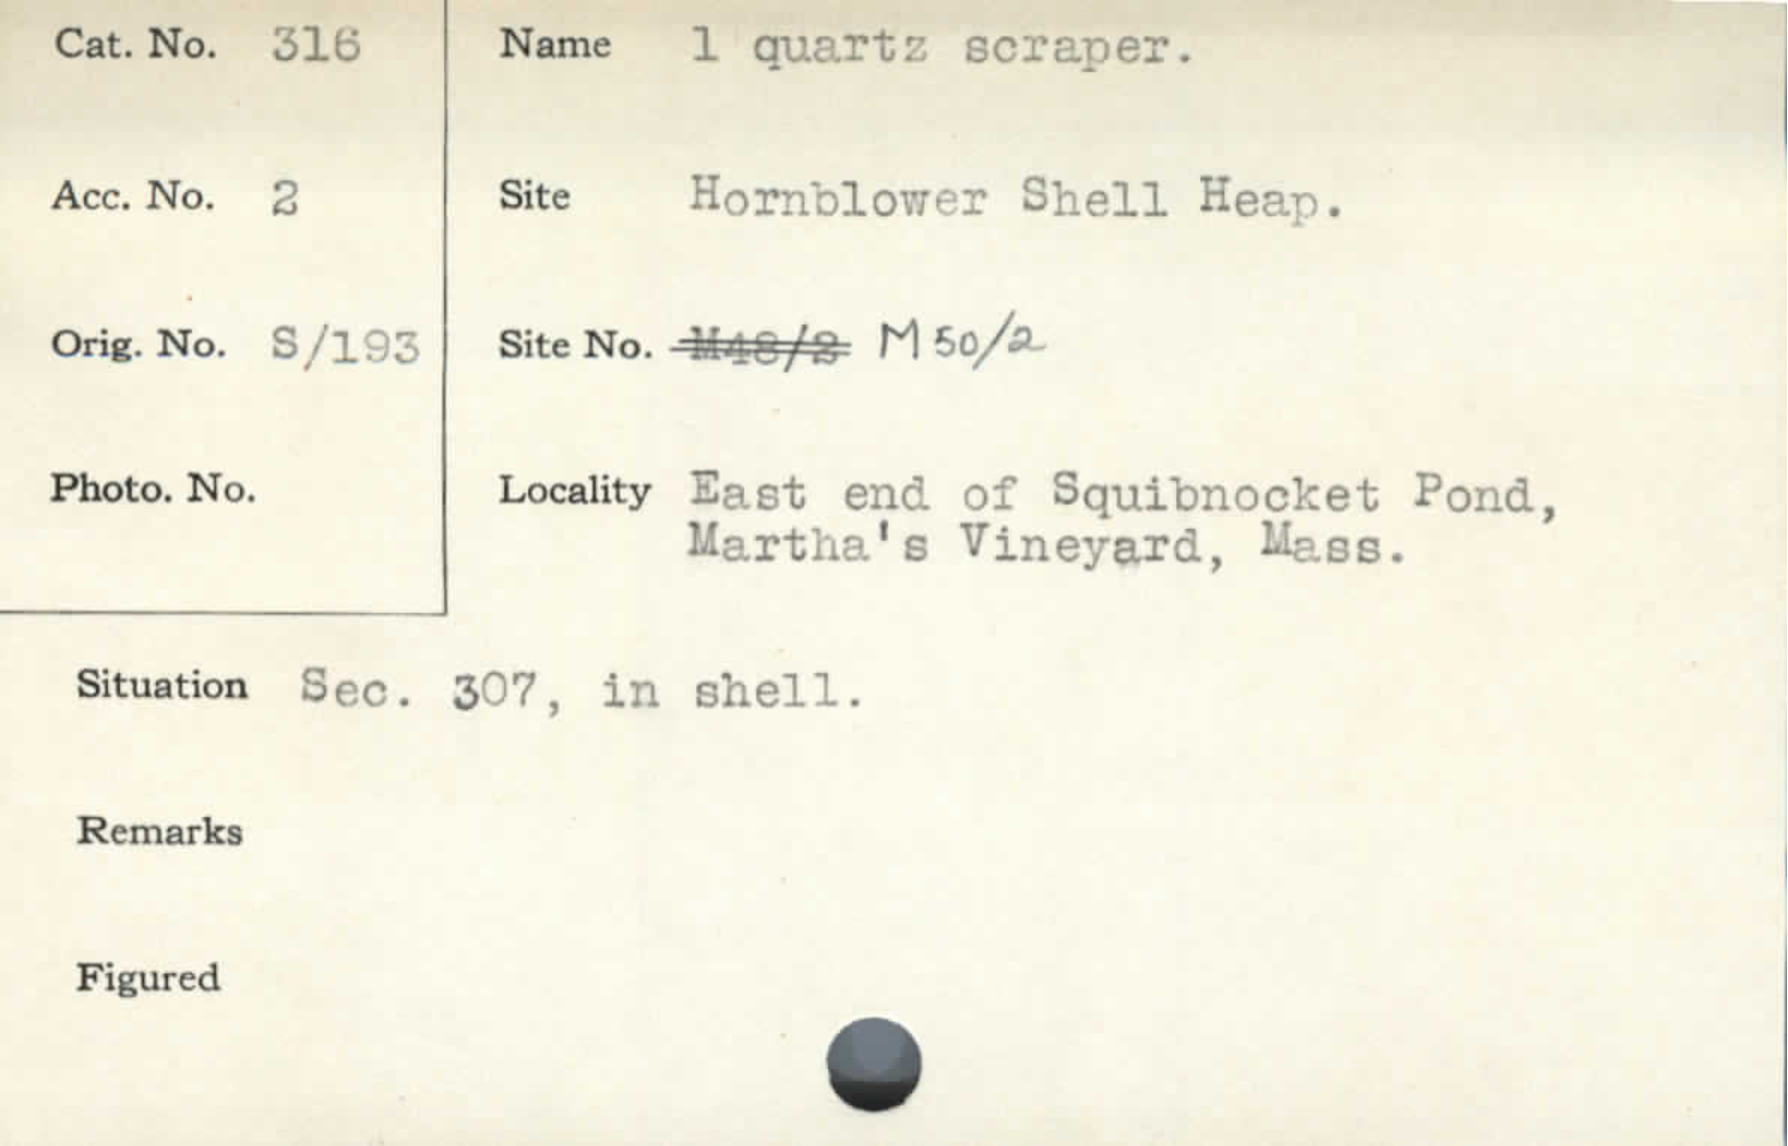 Cat. No. 316
Name 1 quartz scraper.
Acc. No. 2
Site Hornblower Shell Heap.
Orig. No. S/193
Site No. M48/2 M 50/2
Photo. No.
Locality East end of Squibnocket Pond,
Martha's Vineyard, Mass.
Situation Sec. 307, in shell.
Remarks
Figured